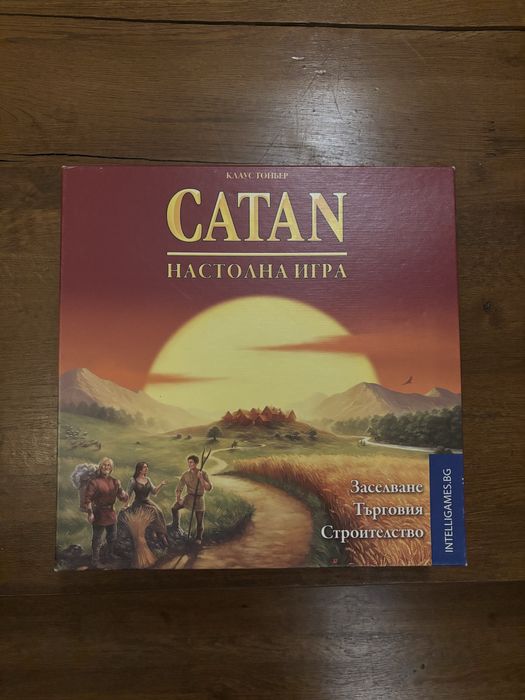 КЛАУС ТОЙБЕР
CATAN
НАСТОЛНА ИГРА
Заселване
Търговия
Строителство
INTELLIGAMES.BG